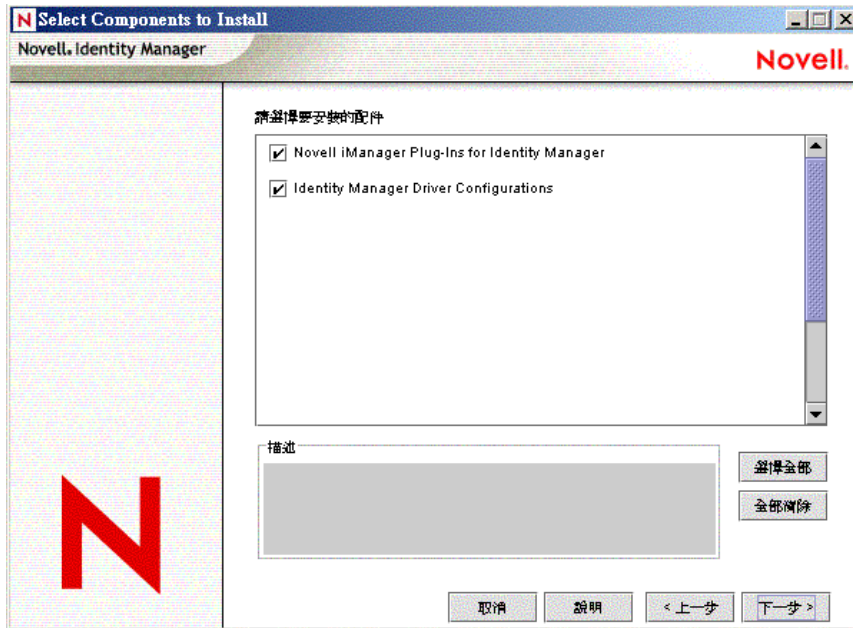 Select Components to Install
Novell. Identity Manager
Novell.
請選擇要安裝的配件
Novell iManager Plug-Ins for Identity Manager
Identity Manager Driver Configurations
描述
選擇全部
全部清除
取消
說明
< 上一步
下一步 >